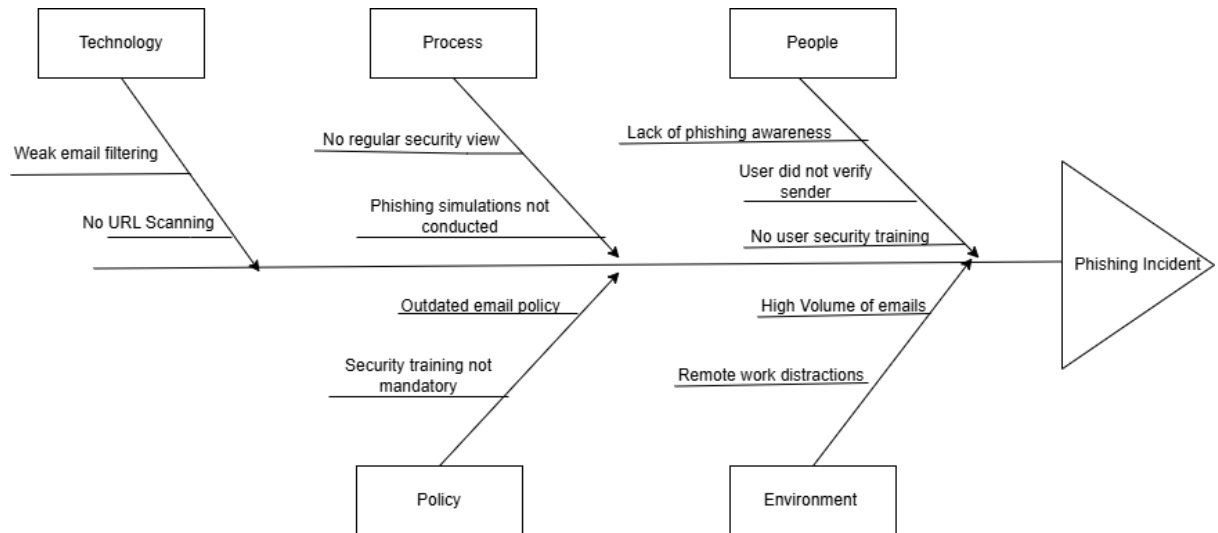 Technology
Process
People
Weak email filtering
No URL Scanning
No regular security view
Phishing simulations not
conducted
Lack of phishing awareness
User did not verify
sender
No user security training
Phishing Incident
Outdated email policy
Security training not
mandatory
High Volume of emails
Remote work distractions
Policy
Environment